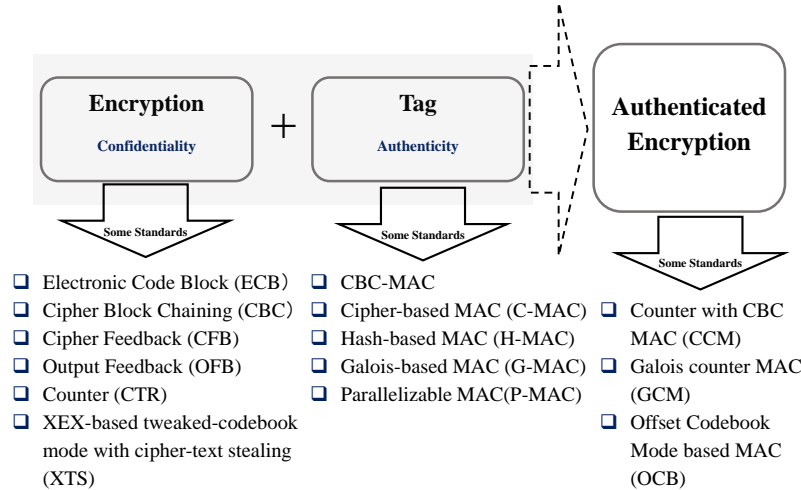 Encryption
Confidentiality
+
Tag
Authenticity
Authenticated
Encryption
Some Standards
Some Standards
Some Standards
Electronic Code Block (ECB）
Cipher Block Chaining (CBC）
Cipher Feedback (CFB)
Output Feedback (OFB)
Counter (CTR)
XEX-based tweaked-codebook
mode with cipher-text stealing
(XTS)
CBC-MAC
Cipher-based MAC (C-MAC)
Hash-based MAC (H-MAC)
Galois-based MAC (G-MAC)
Parallelizable MAC(P-MAC)
Counter with CBC
MAC (CCM)
Galois counter MAC
(GCM)
Offset Codebook
Mode based MAC
(OCB)